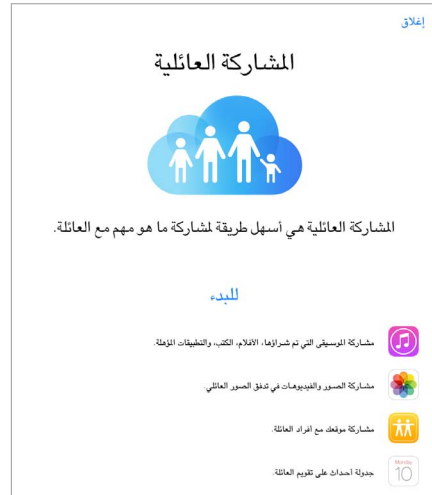 إغلاق
المشاركة العائلية
المشاركة العائلية هي أسهل طريقة لمشاركة ما هو مهم مع العائلة.
للبدء
مشاركة الموسيقى التي تم شراؤها، الأفلام، الكتب، والتطبيقات المؤهلة.
مشاركة الصور والفيديوهات في تدفق الصور العائلي.
مشاركة موقعك مع أفراد العائلة.
Monday
جدولة أحداث على تقويم العائلة.
10